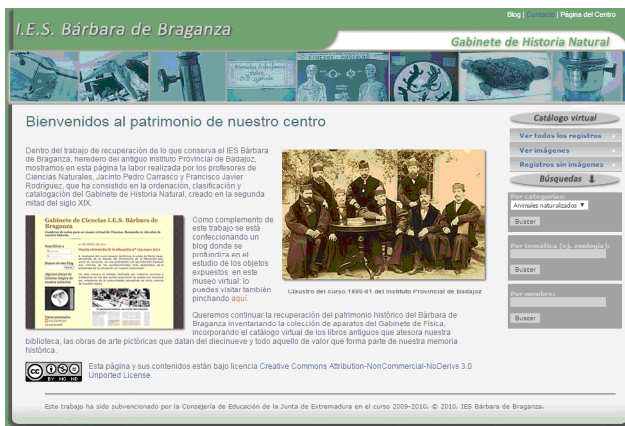 Blog | Contacto | Página del Centro
I.E.S. Bárbara de Braganza
Gabinete de Historia Natural
Bienvenidos al patrimonio de nuestro centro
Dentro del trabajo de recuperación de lo que conserva el IES Bárbara
de Braganza, heredero del antiguo Instituto Provincial de Badajoz,
mostramos en esta página la labor realizada por los profesores de
Ciencias Naturales, Jacinto Pedro Carrasco y Francisco Javier
Rodríguez, que ha consistido en la ordenación, clasificación y
catalogación del Gabinete de Historia Natural, creado en la segunda
mitad del siglo XIX.
Gabinete de Ciencias I.E.S. Bárbara de
Braganza
Como complemento de
este trabajo se está
confeccionando un
blog donde se
profundiza en el
estudio de los objetos
expuestos en este
museo virtual: lo
puedes visitar también
pinchando aquí.
Claustro del curso 1880-81 del Instituto Provincial de Badajoz
Queremos continuar la recuperación del patrimonio histórico del Bárbara
de Braganza inventariando la colección de aparatos del Gabinete de Física,
incorporando el catálogo virtual de los libros antiguos que atesora nuestra
biblioteca, las obras de arte pictóricas que datan del diecinueve y todo aquello de valor que forma parte de nuestra memoria
histórica.
CC BY NC ND
Esta página y sus contenidos están bajo licencia Creative Commons Attribution-NonCommercial-NoDerivs 3.0
Unported License.
Catálogo virtual
Ver todos los registros
Ver imágenes
Registros sin imágenes
Búsquedas
Por categorías:
Animales naturalizados
Buscar
Por temática (ej. zoología):
Buscar
Por nombre:
Buscar
Este trabajo ha sido subvencionado por la Consejería de Educación de la Junta de Extremadura en el curso 2009-2010. © 2010, IES Bárbara de Braganza.